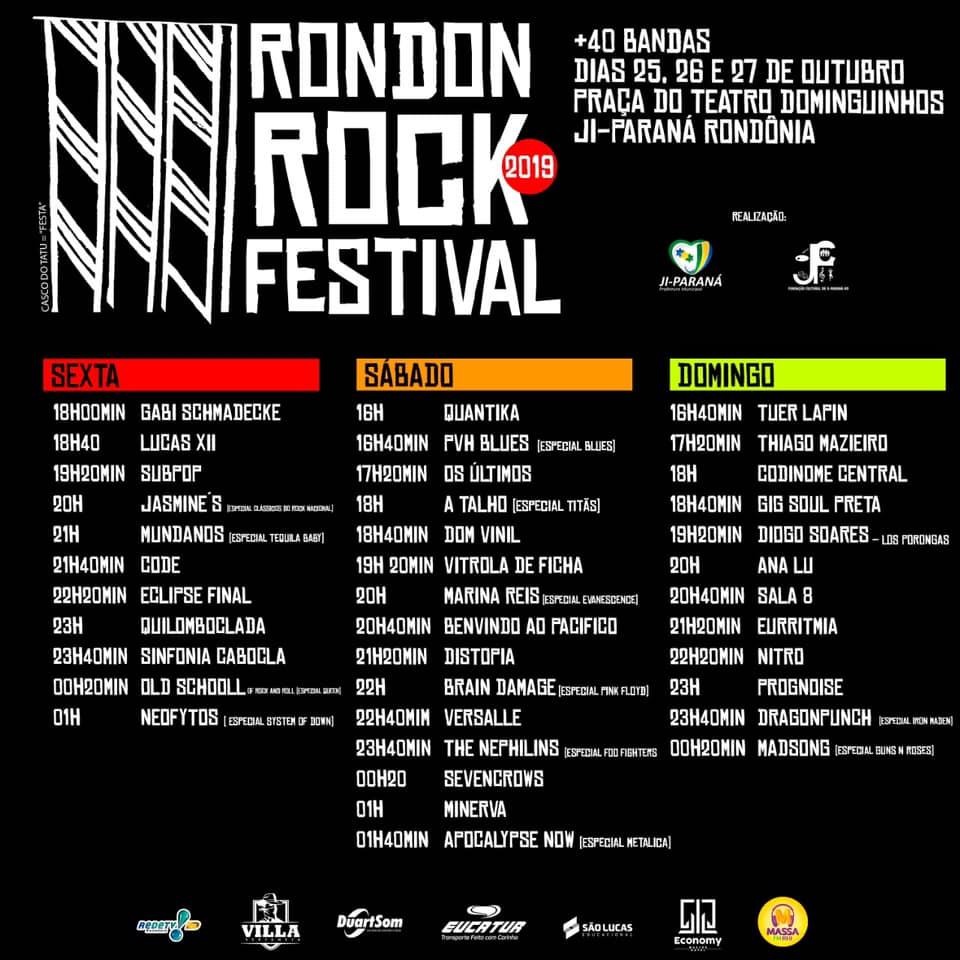 RONDON
ROCK
2019
FESTIVAL
CASCO DO TATU = "FESTA"
+40 BANDAS
DIAS 25, 26 E 27 DE OUTUBRO
PRAÇA DO TEATRO DOMINGUINHOS
JI-PARANÁ RONDÔNIA
REALIZAÇÃO:
JI-PARANÁ
Prefeitura Municipal
SEXTA
18H00MIN GABI SCHMADECKE
18H40 LUCAS XII
19H20MIN SUBPOP
20H JASMINE´S [ESPECIAL CLÁSSICOS DO ROCK NACIONAL]
21H MUNDANOS [ESPECIAL TEQUILA BABY]
21H40MIN CODE
22H20MIN ECLIPSE FINAL
23H QUILOMBOCLADA
23H40MIN SINFONIA CABOCLA
00H20MIN OLD SCHOOLL OF ROCK AND ROLL [ESPECIAL QUEEN]
01H NEOFYTOS [ ESPECIAL SYSTEM OF DOWN]
SÁBADO
16H QUANTIKA
16H40MIN PVH BLUES [ESPECIAL BLUES]
17H20MIN OS ÚLTIMOS
18H A TALHO [ESPECIAL TITÃS]
18H40MIN DOM VINIL
19H 20MIN VITROLA DE FICHA
20H MARINA REIS [ESPECIAL EVANESCENCE]
20H40MIN BENVINDO AO PACIFICO
21H20MIN DISTOPIA
22H BRAIN DAMAGE [ESPECIAL PINK FLOYD]
22H40MIM VERSALLE
23H40MIN THE NEPHILINS [ESPECIAL FOO FIGHTERS
00H20 SEVENCROWS
01H MINERVA
01H40MIN APOCALYPSE NOW [ESPECIAL METALICA]
DOMINGO
16H40MIN TUER LAPIN
17H20MIN THIAGO MAZIEIRO
18H CODINOME CENTRAL
18H40MIN GIG SOUL PRETA
19H20MIN DIOGO SOARES – LOS PORONGAS
20H ANA LU
20H40MIN SALA 8
21H20MIN EURRITMIA
22H20MIN NITRO
23H PROGNOISE
23H40MIN DRAGONPUNCH [ESPECIAL IRON MAIDEN]
00H20MIN MADSONG [ESPECIAL GUNS N ROSES]
REDETV!
VILLA
DuartSom
EUCATUR
Transporte Feito com Carinho
SÃO LUCAS
EDUCATIONAL
Economy
M
MASSA